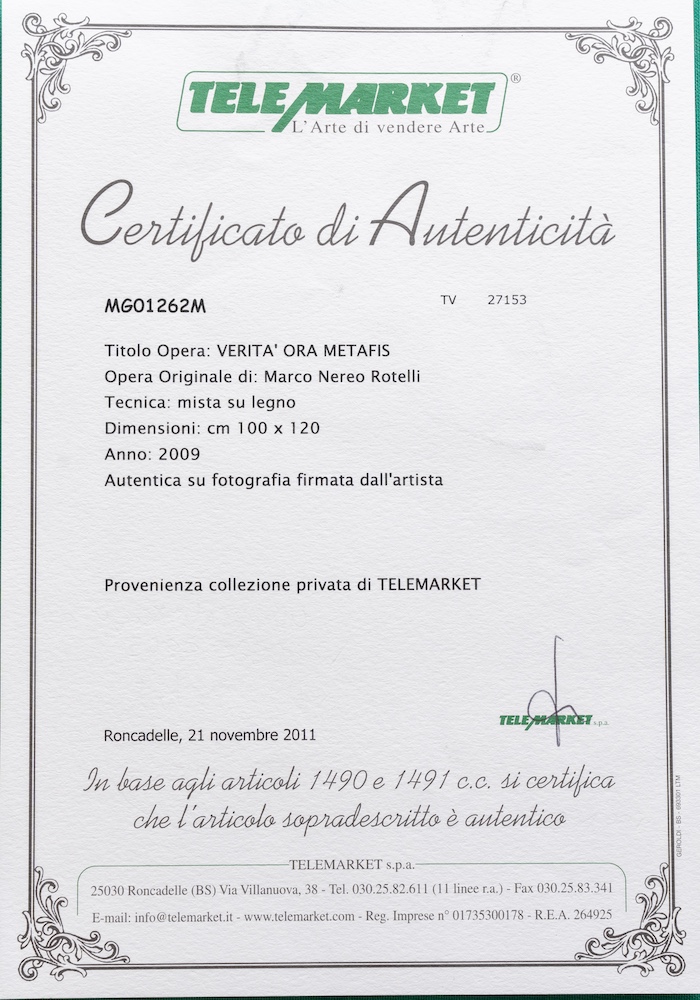 TELEMARKET®
L'Arte di vendere Arte
Certificato di Autenticità
MG01262M
TV 27153
Titolo Opera: VERITA' ORA METAFIS
Opera Originale di: Marco Nereo Rotelli
Tecnica: mista su legno
Dimensioni: cm 100 x 120
Anno: 2009
Autentica su fotografia firmata dall'artista
Provenienza collezione privata di TELEMARKET
TELEMARKET s.p.a.
Roncadelle, 21 novembre 2011
In base agli articoli 1490 e 1491 c.c. si certifica
che l'articolo sopradescritto è autentico
GEROLDI - BS - 693301 LTM
TELEMARKET s.p.a.
25030 Roncadelle (BS) Via Villanuova, 38 - Tel. 030.25.82.611 (11 linee r.a.) - Fax 030.25.83.341
E-mail: info@telemarket.it - www.telemarket.com - Reg. Imprese n° 01735300178 - R.E.A. 264925